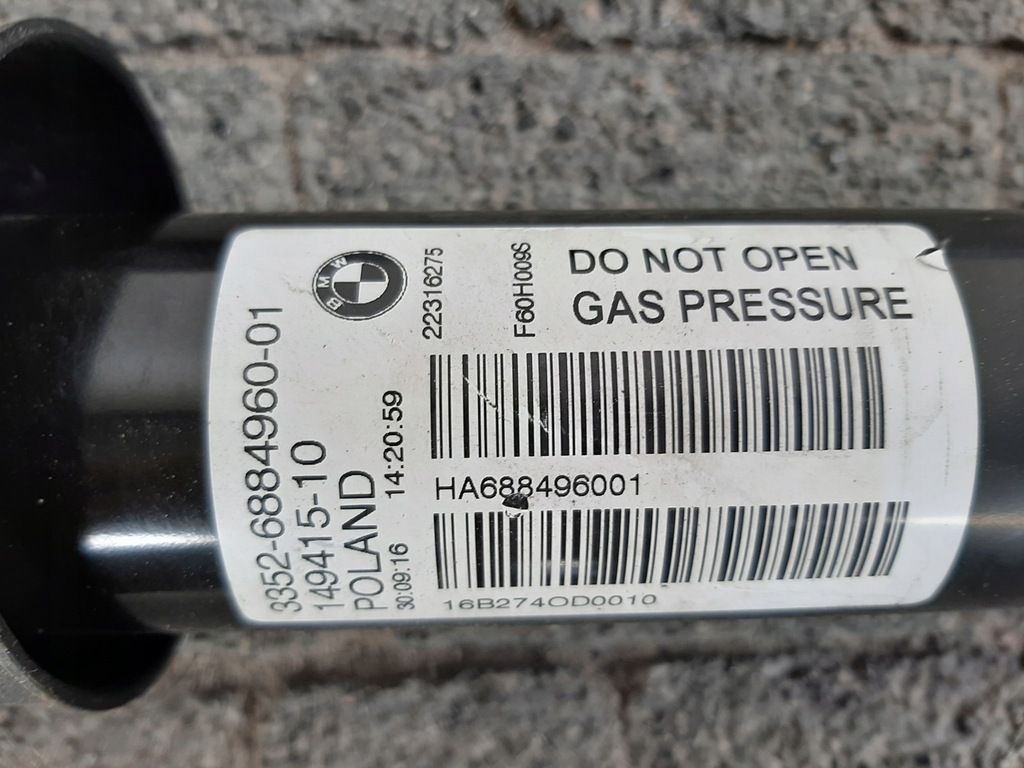 BMW
3352-6884960-01
149415-10
POLAND
30:09:16 14:20:59
22316275
F60H009S
DO NOT OPEN
GAS PRESSURE
HA688496001
16B274OD0010